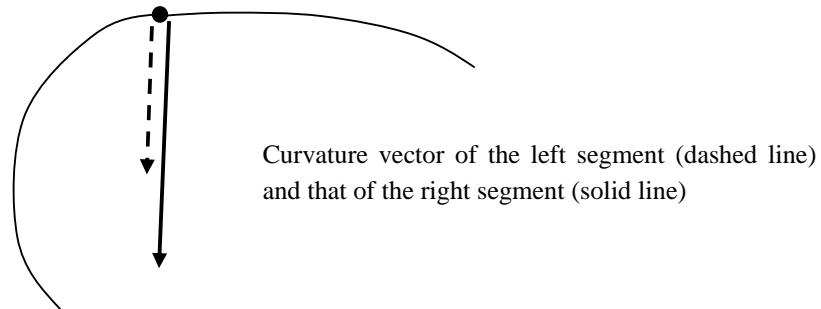 Curvature vector of the left segment (dashed line)
and that of the right segment (solid line)